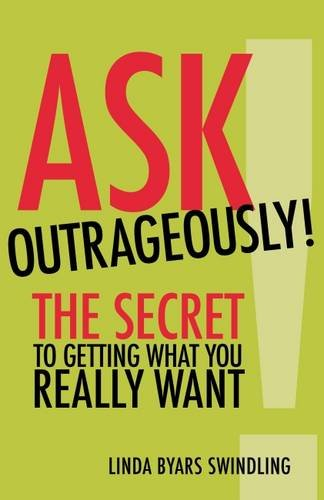 ASK
OUTRAGEOUSLY!
THE SECRET
TO GETTING WHAT YOU
REALLY WANT
LINDA BYARS SWINDLING